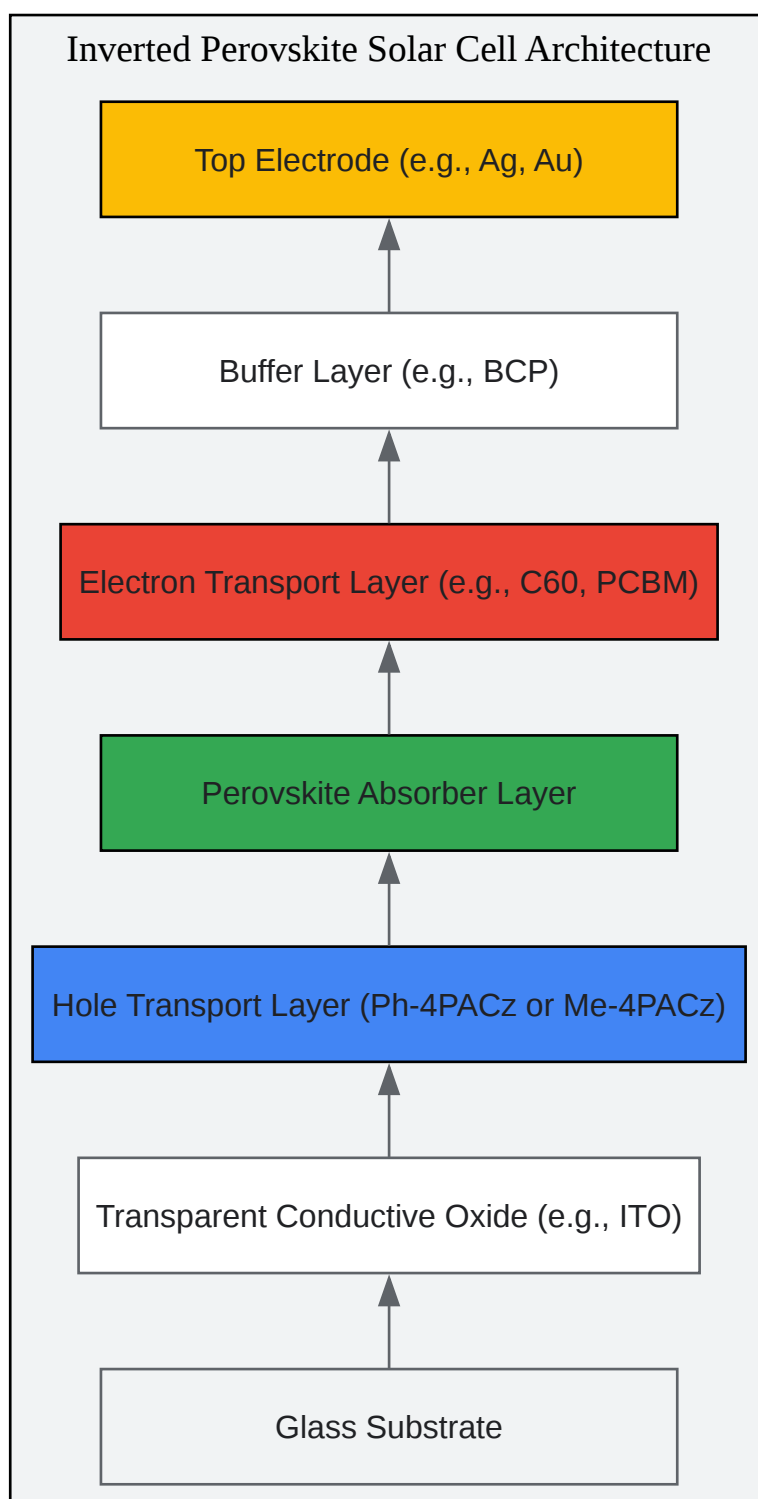 Inverted Perovskite Solar Cell Architecture
Top Electrode (e.g., Ag, Au)
Buffer Layer (e.g., BCP)
Electron Transport Layer (e.g., C60, PCBM)
Perovskite Absorber Layer
Hole Transport Layer (Ph-4PACz or Me-4PACz)
Transparent Conductive Oxide (e.g., ITO)
Glass Substrate